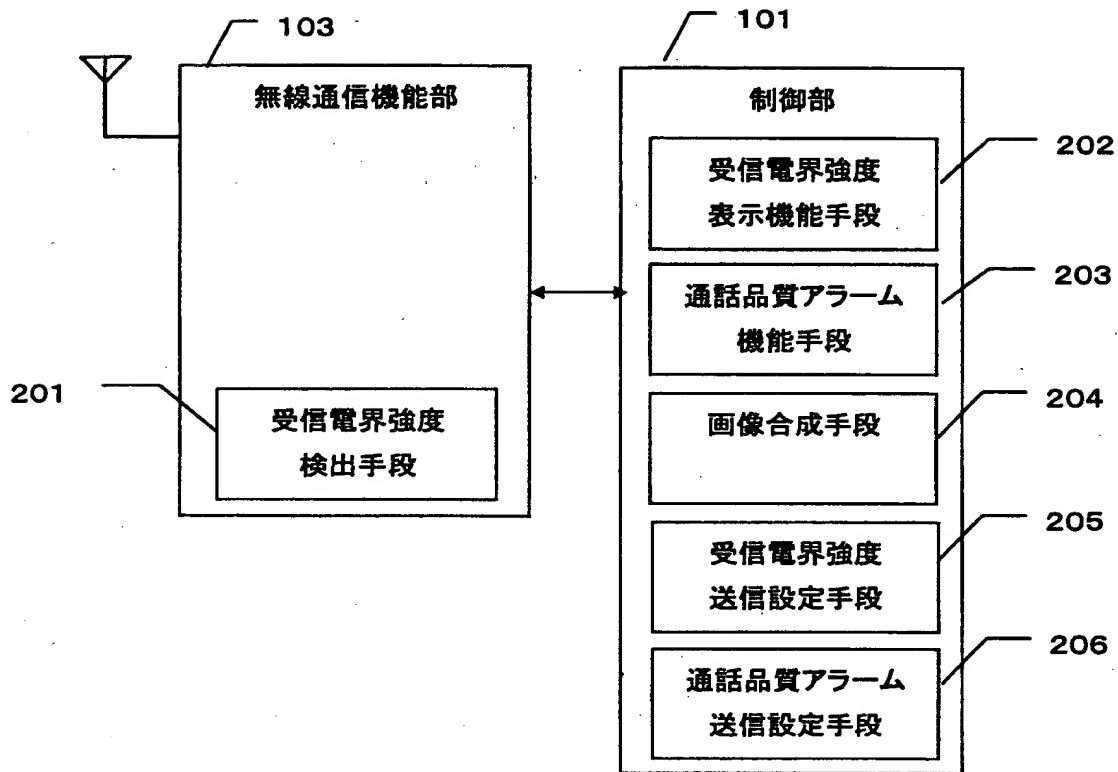 103
無線通信機能部
201
受信電界強度
検出手段
101
制御部
202
受信電界強度
表示機能手段
203
通話品質アラーム
機能手段
204
画像合成手段
205
受信電界強度
送信設定手段
206
通話品質アラーム
送信設定手段